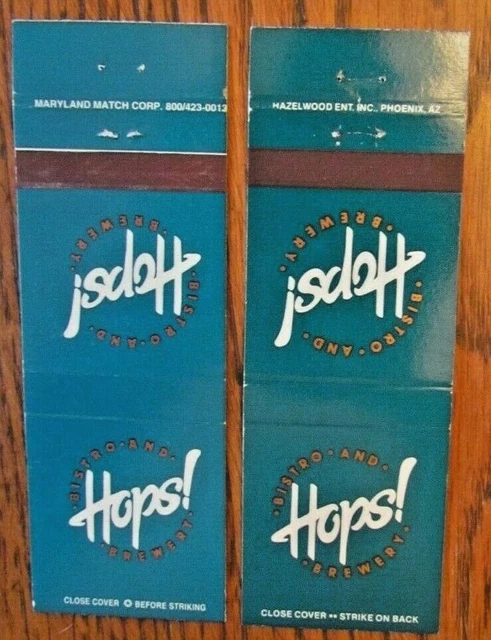 MARYLAND MATCH CORP. 800/423-0012
BREWERY
Hops!
BISTRO · AND
BISTRO · AND
Hops!
BREWERY
CLOSE COVER ✪ BEFORE STRIKING
HAZELWOOD ENT. INC., PHOENIX, AZ
BREWERY
Hops!
BISTRO · AND
BISTRO · AND
Hops!
BREWERY
CLOSE COVER ** STRIKE ON BACK